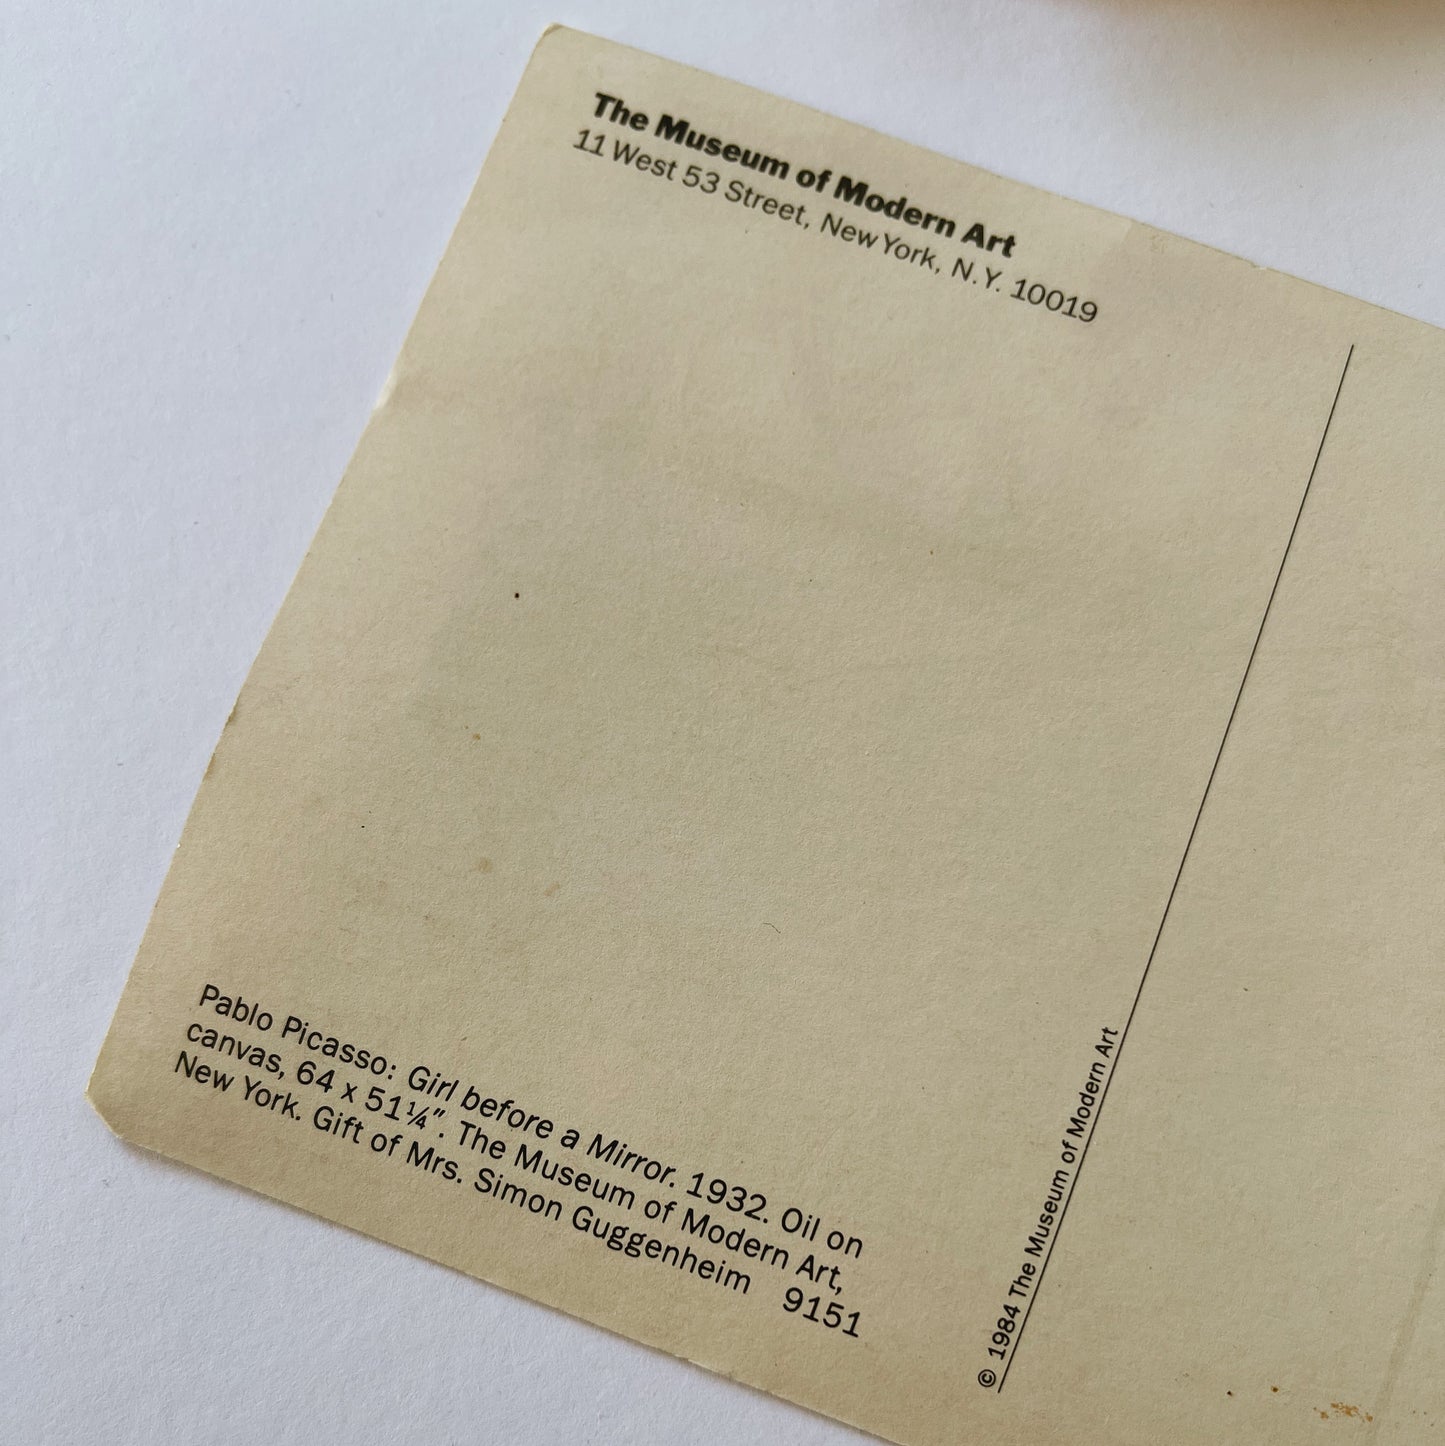 The Museum of Modern Art
11 West 53 Street, New York, N.Y. 10019
Pablo Picasso: Girl before a Mirror. 1932. Oil on
canvas, 64 x 51¼". The Museum of Modern Art,
New York. Gift of Mrs. Simon Guggenheim 9151
© 1984 The Museum of Modern Art